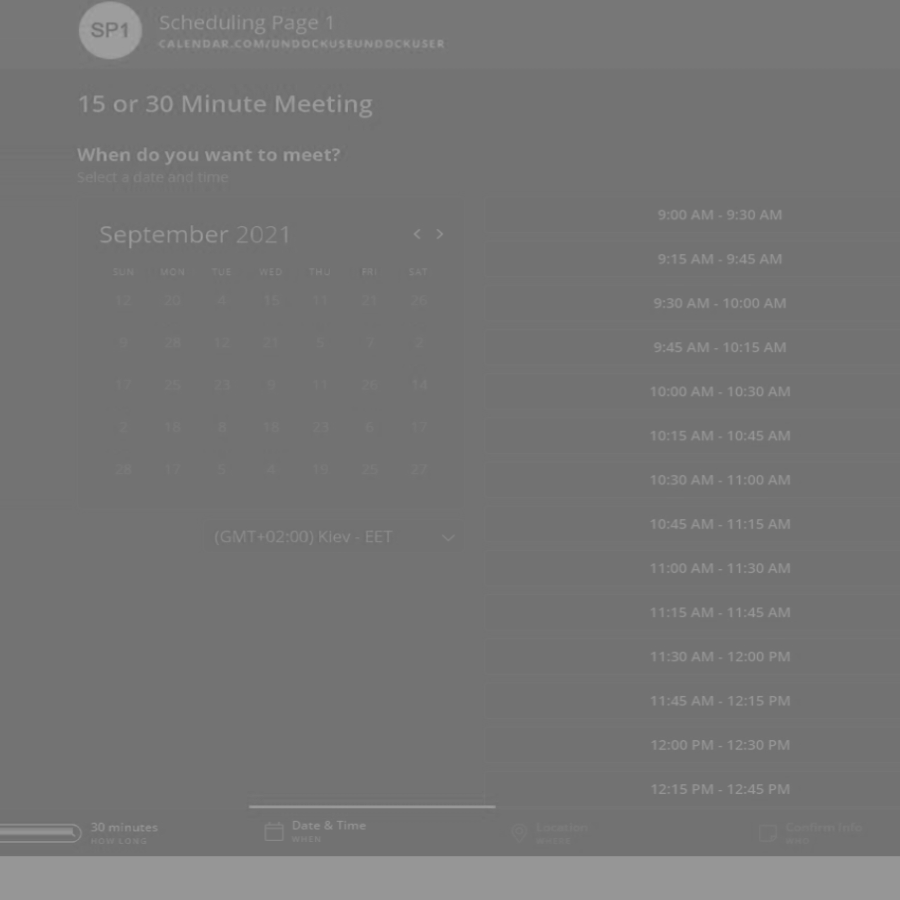 SP1
Scheduling Page 1
CALENDAR.COM/UNDOCKUSEUNDOCKUSER
15 or 30 Minute Meeting
When do you want to meet?
Select a date and time
September 2021
SUN MON TUE WED THU FRI SAT
12 20 4 15 11 21 26
9 28 12 21 5 7 2
17 25 23 9 11 26 14
2 18 8 18 23 6 17
28 17 5 4 19 25 27
(GMT+02:00) Kiev - EET
9:00 AM - 9:30 AM
9:15 AM - 9:45 AM
9:30 AM - 10:00 AM
9:45 AM - 10:15 AM
10:00 AM - 10:30 AM
10:15 AM - 10:45 AM
10:30 AM - 11:00 AM
10:45 AM - 11:15 AM
11:00 AM - 11:30 AM
11:15 AM - 11:45 AM
11:30 AM - 12:00 PM
11:45 AM - 12:15 PM
12:00 PM - 12:30 PM
12:15 PM - 12:45 PM
30 minutes
HOW LONG
Date & Time
WHEN
Location
WHERE
Confirm Info